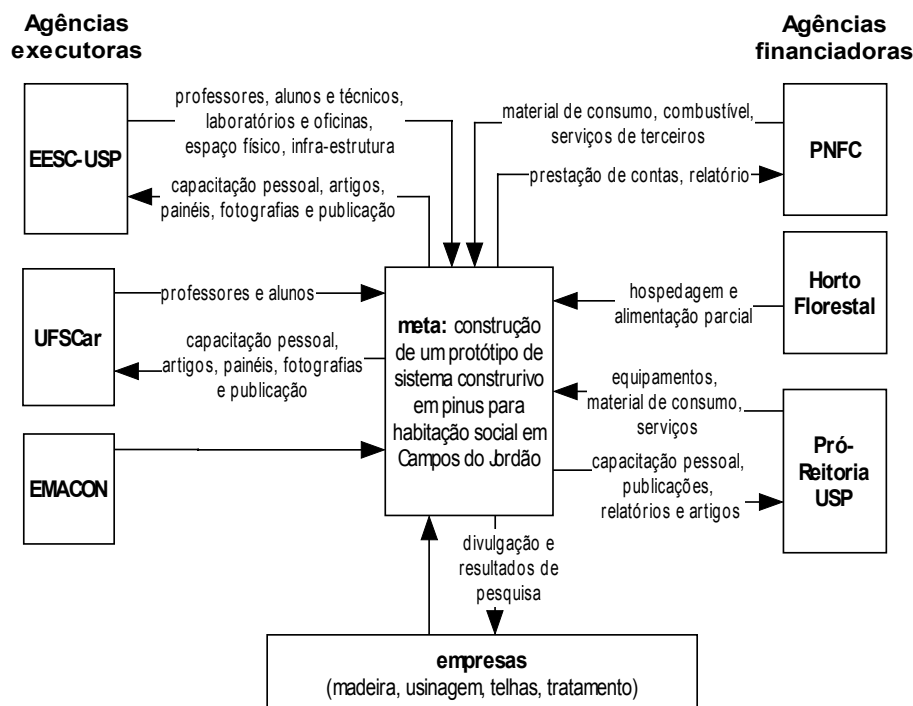 Agências
executoras
Agências
financiadoras
EESC-USP
professores, alunos e técnicos,
laboratórios e oficinas,
espaço físico, infra-estrutura
capacitação pessoal, artigos,
painéis, fotografias e publicação
material de consumo, combustível,
serviços de terceiros
prestação de contas, relatório
PNFC
UFSCar
professores e alunos
capacitação pessoal,
artigos, painéis, fotografias
e publicação
meta: construção
de um protótipo de
sistema construrivo
em pinus para
habitação social em
Campos do Jordão
hospedagem e
alimentação parcial
Horto
Florestal
equipamentos,
material de consumo,
serviços
capacitação pessoal,
publicações,
relatórios e artigos
Pró-
Reitoria
USP
EMACON
divulgação e
resultados de
pesquisa
empresas
(madeira, usinagem, telhas, tratamento)